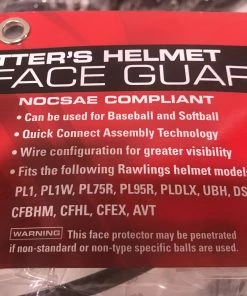 TTER'S HELMET
FACE GUAR
NOCSAE COMPLIANT
• Can be used for Baseball and Softball
• Quick Connect Assembly Technology
• Wire configuration for greater visibility
• Fits the following Rawlings helmet model
PL1, PL1W, PL75R, PL95R, PLDLX, UBH, DS
CFBHM, CFHL, CFEX, AVT
WARNING This face protector may be penetrated
if non-standard or non-type specific balls are used.